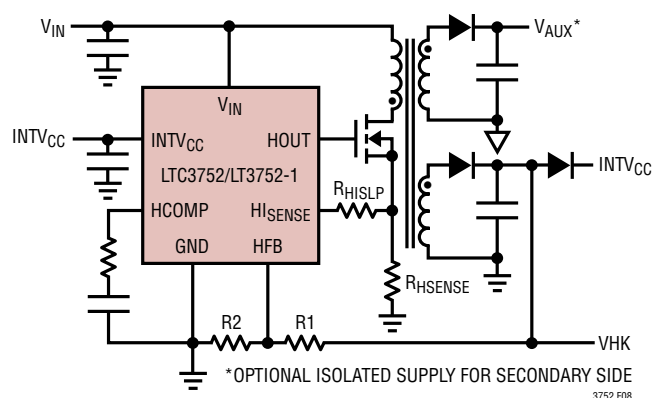 VIN
VAUX*
VIN
INTVCC
INTVCC
HOUT
INTVCC
LTC3752/LT3752-1
RHISLP
HCOMP
HISENSE
GND
HFB
RHSENSE
R2
R1
VHK
*OPTIONAL ISOLATED SUPPLY FOR SECONDARY SIDE
3752 F08